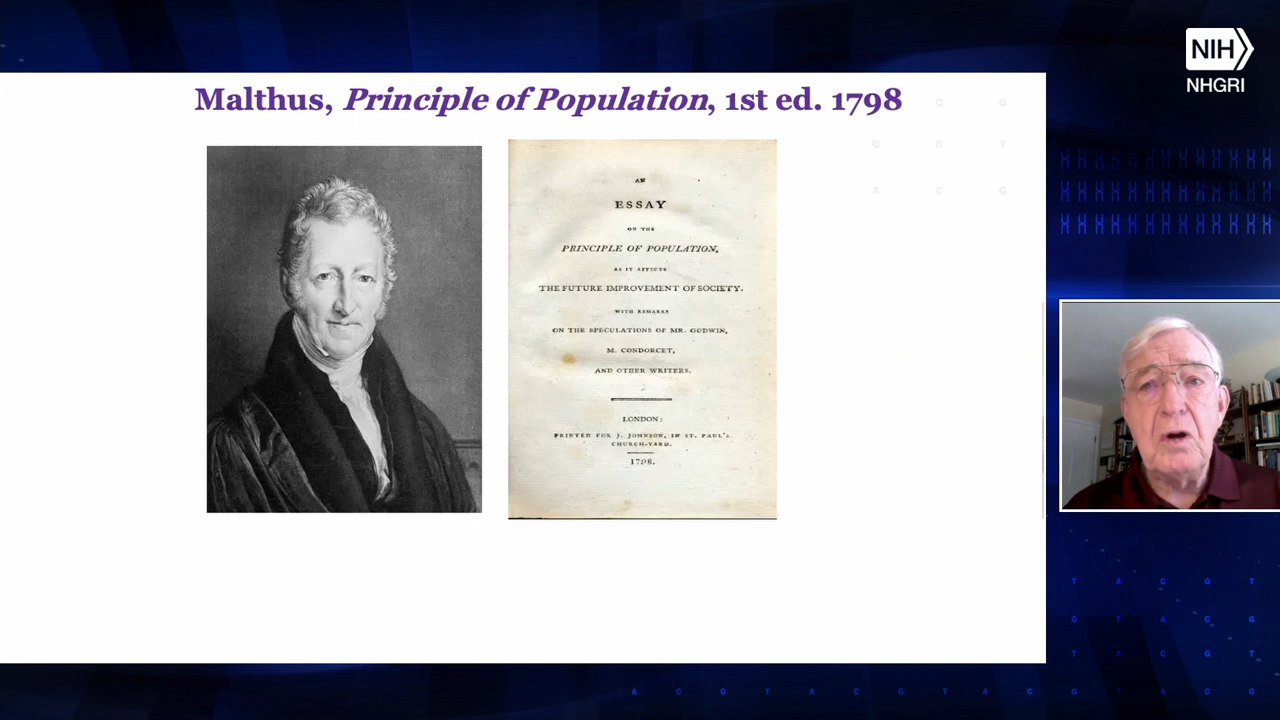 NIH
NHGRI
Malthus, Principle of Population, 1st ed. 1798
AN
ESSAY
ON THE
PRINCIPLE OF POPULATION,
AS IT AFFECTS
THE FUTURE IMPROVEMENT OF SOCIETY.
WITH REMARKS
ON THE SPECULATIONS OF MR. GODWIN,
M. CONDORCET,
AND OTHER WRITERS.
LONDON:
PRINTED FOR J. JOHNSON, IN ST. PAUL'S
CHURCH-YARD.
1798.
C G
C G T
A C G
T A C G T
G T A C G
T A C G T
A C G T A C G T A C G T A C G